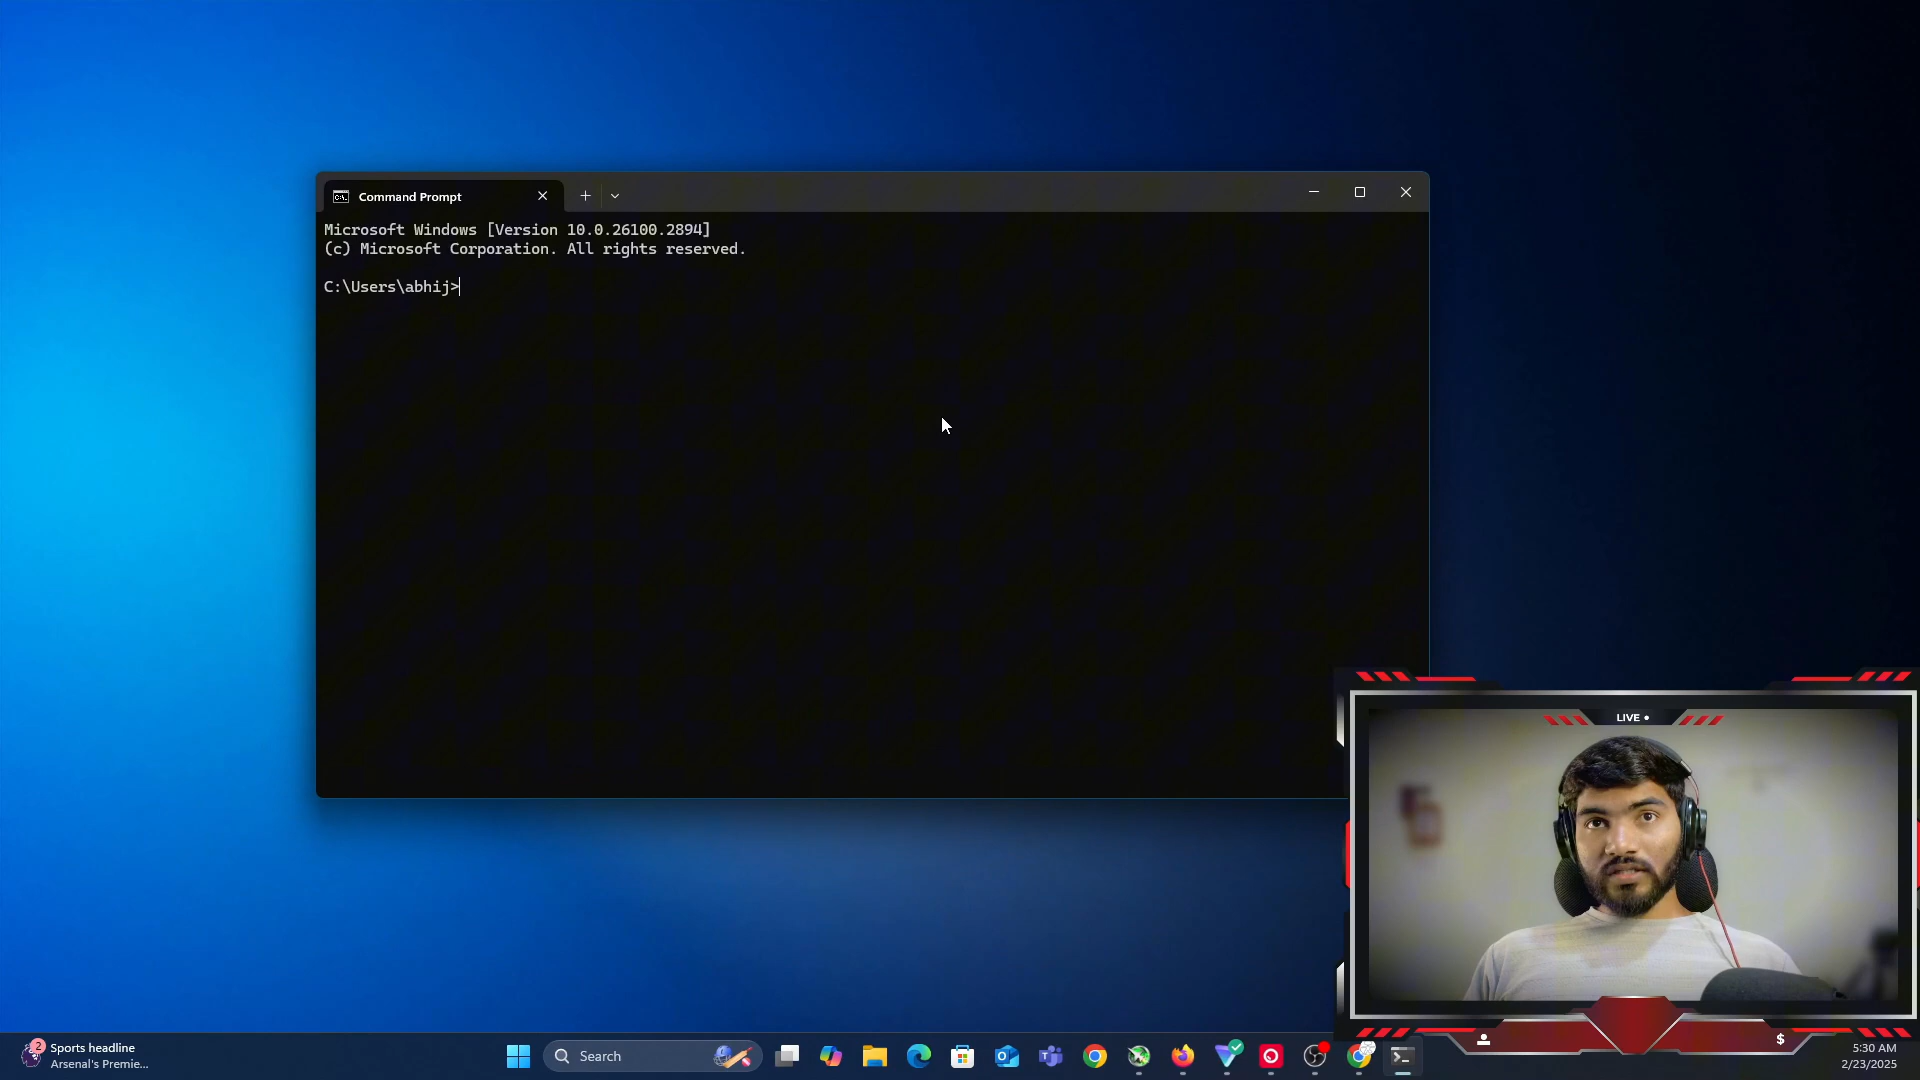 Command Prompt
Microsoft Windows [Version 10.0.26100.2894]
(c) Microsoft Corporation. All rights reserved.
C:\Users\abhij>
LIVE
$
2
Sports headline
Arsenal's Premie...
Search
5:30 AM
2/23/2025